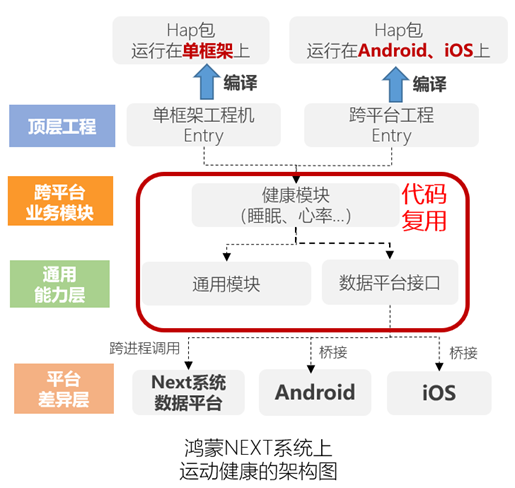 Hap包
运行在单框架上
Hap包
运行在Android、iOS上
编译
编译
顶层工程
单框架工程机
Entry
跨平台工程
Entry
跨平台
业务模块
健康模块
（睡眠、心率...）
代码
复用
通用
能力层
通用模块
数据平台接口
跨进程调用
桥接
桥接
平台
差异层
Next系统
数据平台
Android
iOS
鸿蒙NEXT系统上
运动健康的架构图